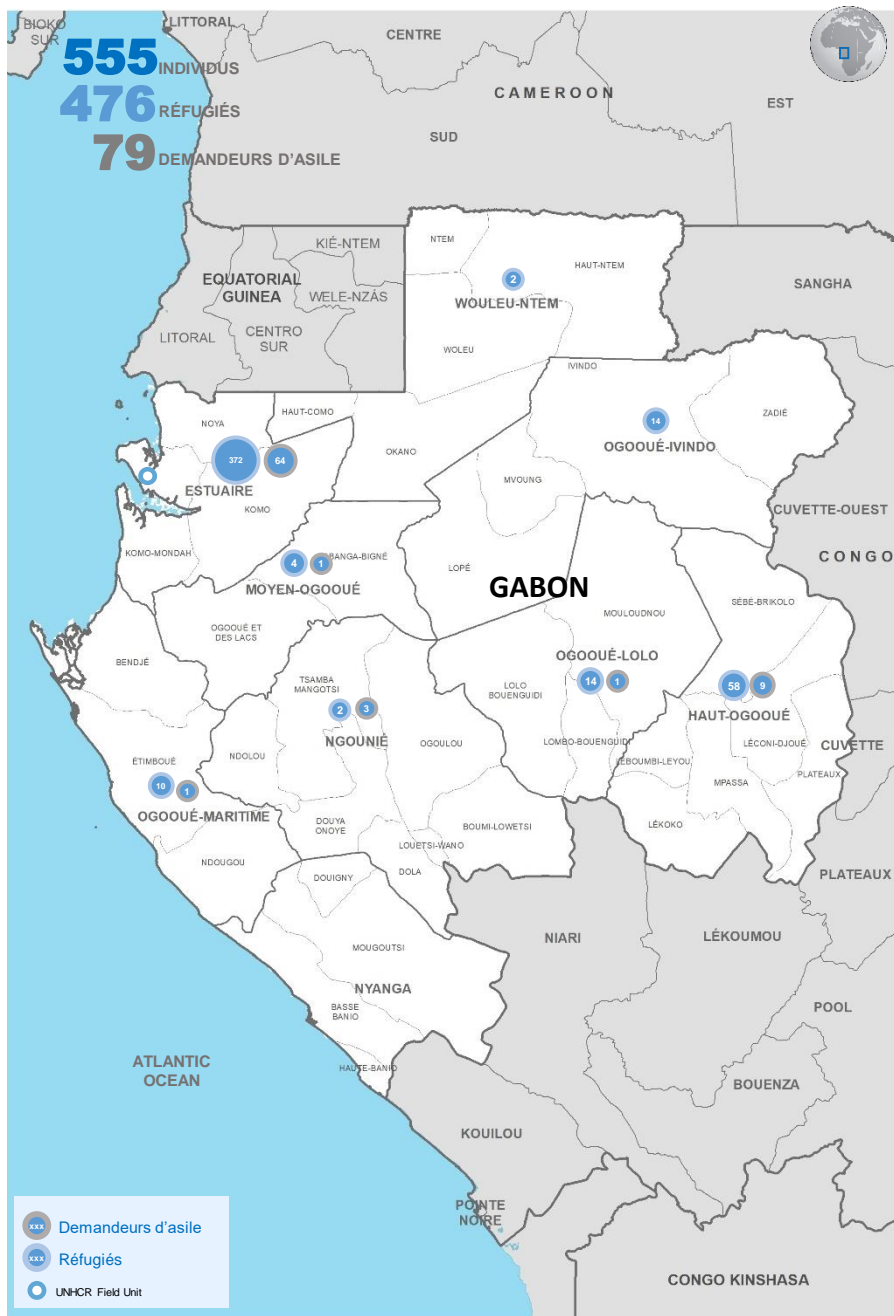 BIOKO
SUR
LITTORAL
CENTRE
555 INDIVIDUS
476 RÉFUGIÉS
79 DEMANDEURS D'ASILE
CAMEROON
EST
SUD
NTEM
KIÉ-NTEM
HAUT-NTEM
2
EQUATORIAL
GUINEA
WELE-NZÁS
WOULEU-NTEM
SANGHA
LITORAL
CENTRO
SUR
WOLEU
IVINDO
NOYA
HAUT-COMO
ZADIÉ
14
OGOOUÉ-IVINDO
OKANO
372
64
ESTUAIRE
MVOUNG
KOMO
CUVETTE-OUEST
KOMO-MONDAH
4
1
BANGA-BIGNÉ
LOPÉ
CONGO
MOYEN-OGOOUÉ
GABON
SÉBÉ-BRIKOLO
MOULOUDNOU
OGOOUÉ ET
DES LACS
OGOOUÉ-LOLO
BENDJÉ
TSAMBA
MANGOTSI
LOLO
BOUENGUIDI
14
1
58
9
2
3
HAUT-OGOOUÉ
NGOUNIÉ
OGOULOU
LOMBO-BOUENGUIDI
LÉCONI-DJOUÉ
CUVETTE
ÉTIMBOUÉ
NDOLOU
LÉBOUMBI-LEYOU
PLATEAUX
10
1
MPASSA
OGOOUÉ-MARITIME
DOUYA
ONOYE
BOUMI-LOWETSI
LÉKOKO
LOUETSI-WANO
NDOUGOU
DOUIGNY
DOLA
PLATEAUX
NIARI
LÉKOUMOU
MOUGOUTSI
NYANGA
BASSE
BANIO
POOL
ATLANTIC
OCEAN
HAUTE-BANIO
BOUENZA
KOUILOU
POINTE
NOIRE
xxx Demandeurs d'asile
xxx Réfugiés
UNHCR Field Unit
CONGO KINSHASA